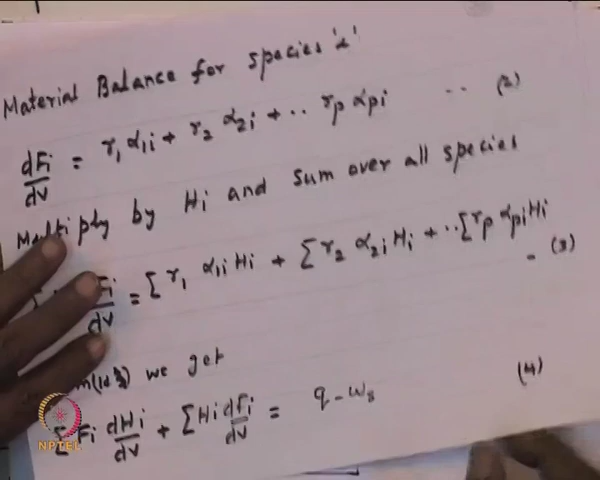 Material Balance for species 'i'
dFi/dv = r1 α1i + r2 α2i + ·· rp αpi ·· (2)
Multiply by Hi and sum over all species
Fi/dv = Σ r1 α1i Hi + Σ r2 α2i Hi + ·· Σ rp αpi Hi - (3)
we get
Σ Fi dHi/dv + Σ Hi dFi/dv = q - ws (4)
NPTEL